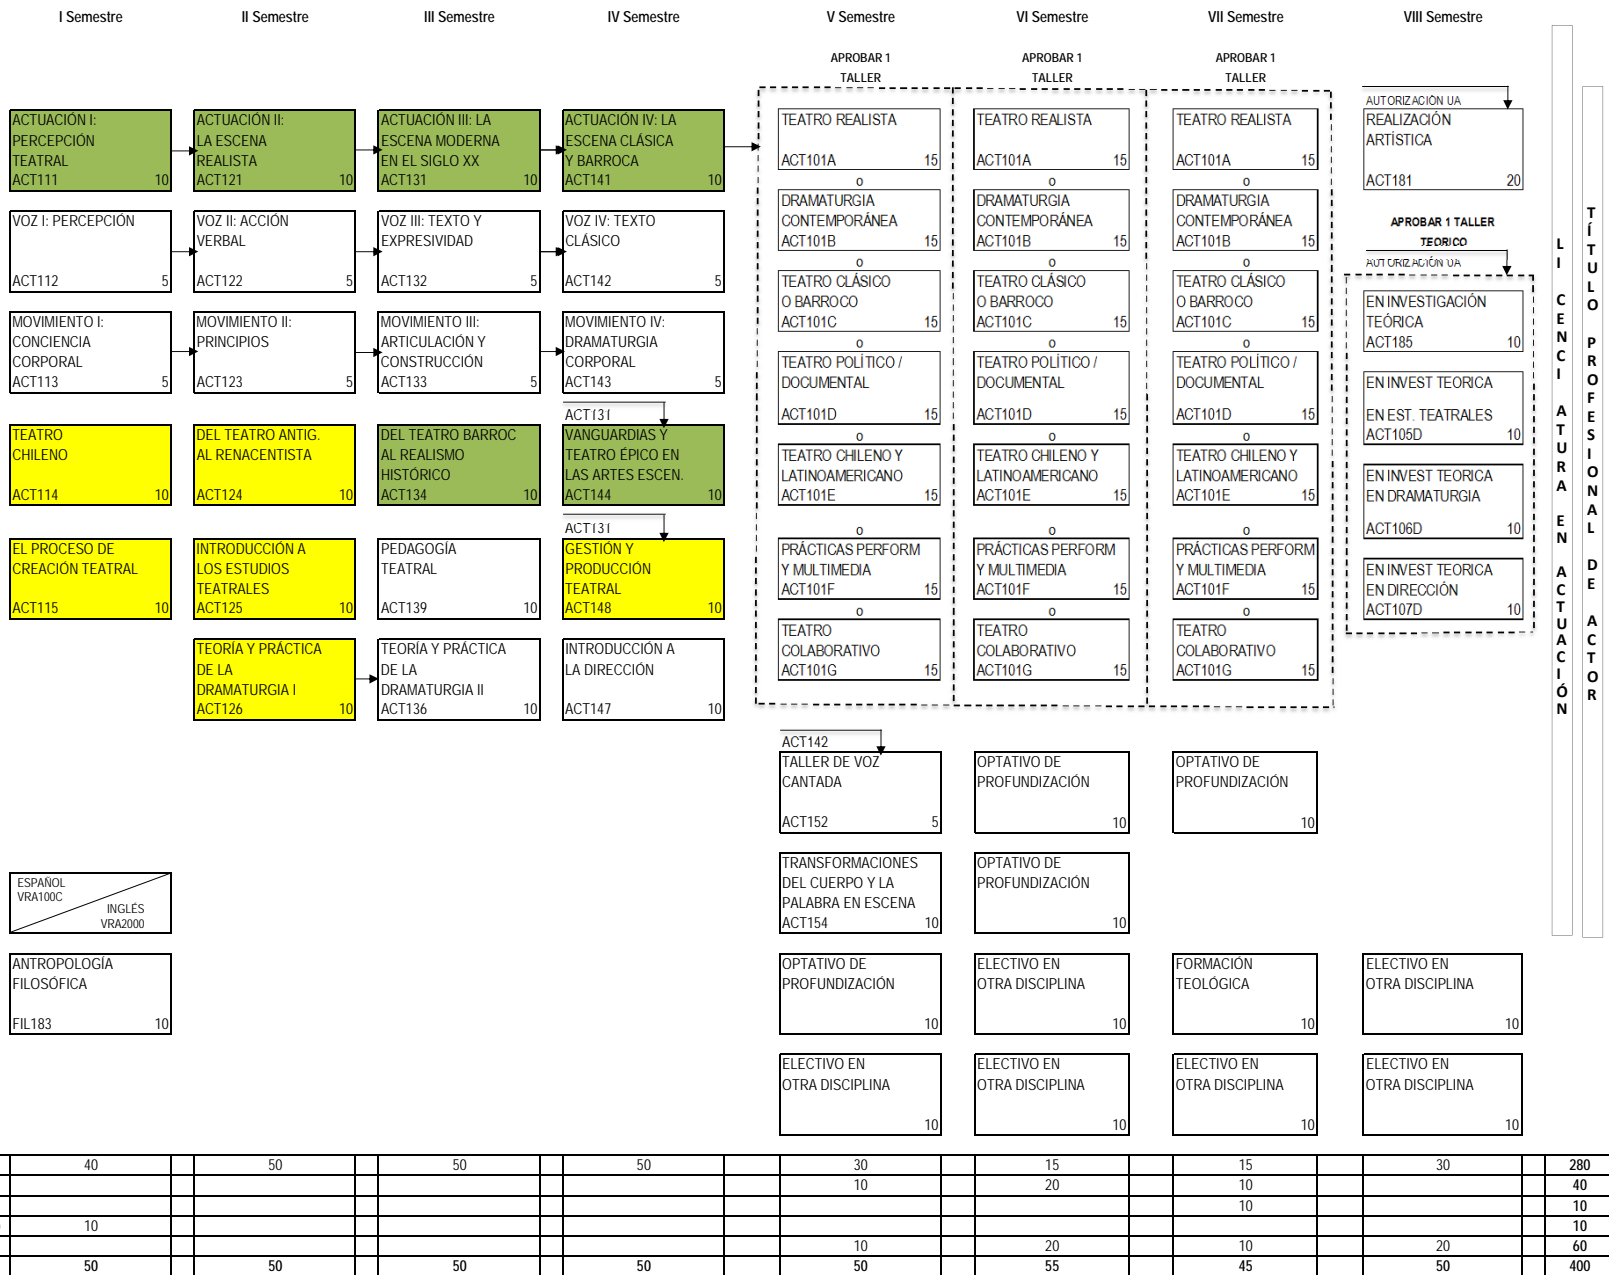 I Semestre
II Semestre
III Semestre
IV Semestre
V Semestre
VI Semestre
VII Semestre
VIII Semestre
APROBAR 1
TALLER
APROBAR 1
TALLER
APROBAR 1
TALLER
ACTUACIÓN I:
PERCEPCIÓN
TEATRAL
ACT111 10
ACTUACIÓN II:
LA ESCENA
REALISTA
ACT121 10
ACTUACIÓN III: LA
ESCENA MODERNA
EN EL SIGLO XX
ACT131 10
ACTUACIÓN IV: LA
ESCENA CLÁSICA
Y BARROCA
ACT141 10
VOZ I: PERCEPCIÓN
ACT112 5
VOZ II: ACCIÓN
VERBAL
ACT122 5
VOZ III: TEXTO Y
EXPRESIVIDAD
ACT132 5
VOZ IV: TEXTO
CLÁSICO
ACT142 5
MOVIMIENTO I:
CONCIENCIA
CORPORAL
ACT113 5
MOVIMIENTO II:
PRINCIPIOS
ACT123 5
MOVIMIENTO III:
ARTICULACIÓN Y
CONSTRUCCIÓN
ACT133 5
MOVIMIENTO IV:
DRAMATURGIA
CORPORAL
ACT143 5
TEATRO
CHILENO
ACT114 10
DEL TEATRO ANTIG.
AL RENACENTISTA
ACT124 10
DEL TEATRO BARROC
AL REALISMO
HISTÓRICO
ACT134 10
ACT131
VANGUARDIAS Y
TEATRO ÉPICO EN
LAS ARTES ESCEN.
ACT144 10
EL PROCESO DE
CREACIÓN TEATRAL
ACT115 10
INTRODUCCIÓN A
LOS ESTUDIOS
TEATRALES
ACT125 10
PEDAGOGÍA
TEATRAL
ACT139 10
ACT131
GESTIÓN Y
PRODUCCIÓN
TEATRAL
ACT148 10
TEORÍA Y PRÁCTICA
DE LA
DRAMATURGIA I
ACT126 10
TEORÍA Y PRÁCTICA
DE LA
DRAMATURGIA II
ACT136 10
INTRODUCCIÓN A
LA DIRECCIÓN
ACT147 10
TEATRO REALISTA
ACT101A 15
o
DRAMATURGIA
CONTEMPORÁNEA
ACT101B 15
o
TEATRO CLÁSICO
O BARROCO
ACT101C 15
o
TEATRO POLÍTICO /
DOCUMENTAL
ACT101D 15
o
TEATRO CHILENO Y
LATINOAMERICANO
ACT101E 15
o
PRÁCTICAS PERFORM
Y MULTIMEDIA
ACT101F 15
o
TEATRO
COLABORATIVO
ACT101G 15
TEATRO REALISTA
ACT101A 15
o
DRAMATURGIA
CONTEMPORÁNEA
ACT101B 15
o
TEATRO CLÁSICO
O BARROCO
ACT101C 15
o
TEATRO POLÍTICO /
DOCUMENTAL
ACT101D 15
o
TEATRO CHILENO Y
LATINOAMERICANO
ACT101E 15
o
PRÁCTICAS PERFORM
Y MULTIMEDIA
ACT101F 15
o
TEATRO
COLABORATIVO
ACT101G 15
TEATRO REALISTA
ACT101A 15
o
DRAMATURGIA
CONTEMPORÁNEA
ACT101B 15
o
TEATRO CLÁSICO
O BARROCO
ACT101C 15
o
TEATRO POLÍTICO /
DOCUMENTAL
ACT101D 15
o
TEATRO CHILENO Y
LATINOAMERICANO
ACT101E 15
o
PRÁCTICAS PERFORM
Y MULTIMEDIA
ACT101F 15
o
TEATRO
COLABORATIVO
ACT101G 15
AUTORIZACIÓN UA
REALIZACIÓN
ARTÍSTICA
ACT181 20
APROBAR 1 TALLER
TEORICO
AUTORIZACIÓN UA
EN INVESTIGACIÓN
TEÓRICA
ACT185 10
EN INVEST TEORICA
EN EST. TEATRALES
ACT105D 10
EN INVEST TEORICA
EN DRAMATURGIA
ACT106D 10
EN INVEST TEORICA
EN DIRECCIÓN
ACT107D 10
LICENCIATURA EN ACTUACIÓN
TÍTULO PROFESIONAL DE ACTOR
ACT142
TALLER DE VOZ
CANTADA
ACT152 5
OPTATIVO DE
PROFUNDIZACIÓN
10
OPTATIVO DE
PROFUNDIZACIÓN
10
ESPAÑOL
VRA100C
INGLÉS
VRA2000
TRANSFORMACIONES
DEL CUERPO Y LA
PALABRA EN ESCENA
ACT154 10
OPTATIVO DE
PROFUNDIZACIÓN
10
ANTROPOLOGÍA
FILOSÓFICA
FIL183 10
OPTATIVO DE
PROFUNDIZACIÓN
10
ELECTIVO EN
OTRA DISCIPLINA
10
FORMACIÓN
TEOLÓGICA
10
ELECTIVO EN
OTRA DISCIPLINA
10
ELECTIVO EN
OTRA DISCIPLINA
10
ELECTIVO EN
OTRA DISCIPLINA
10
ELECTIVO EN
OTRA DISCIPLINA
10
ELECTIVO EN
OTRA DISCIPLINA
10
40 50 50 50 30 15 15 30 280
10 20 10 40
10 10
10 10
10 20 10 20 60
50 50 50 50 50 55 45 50 400